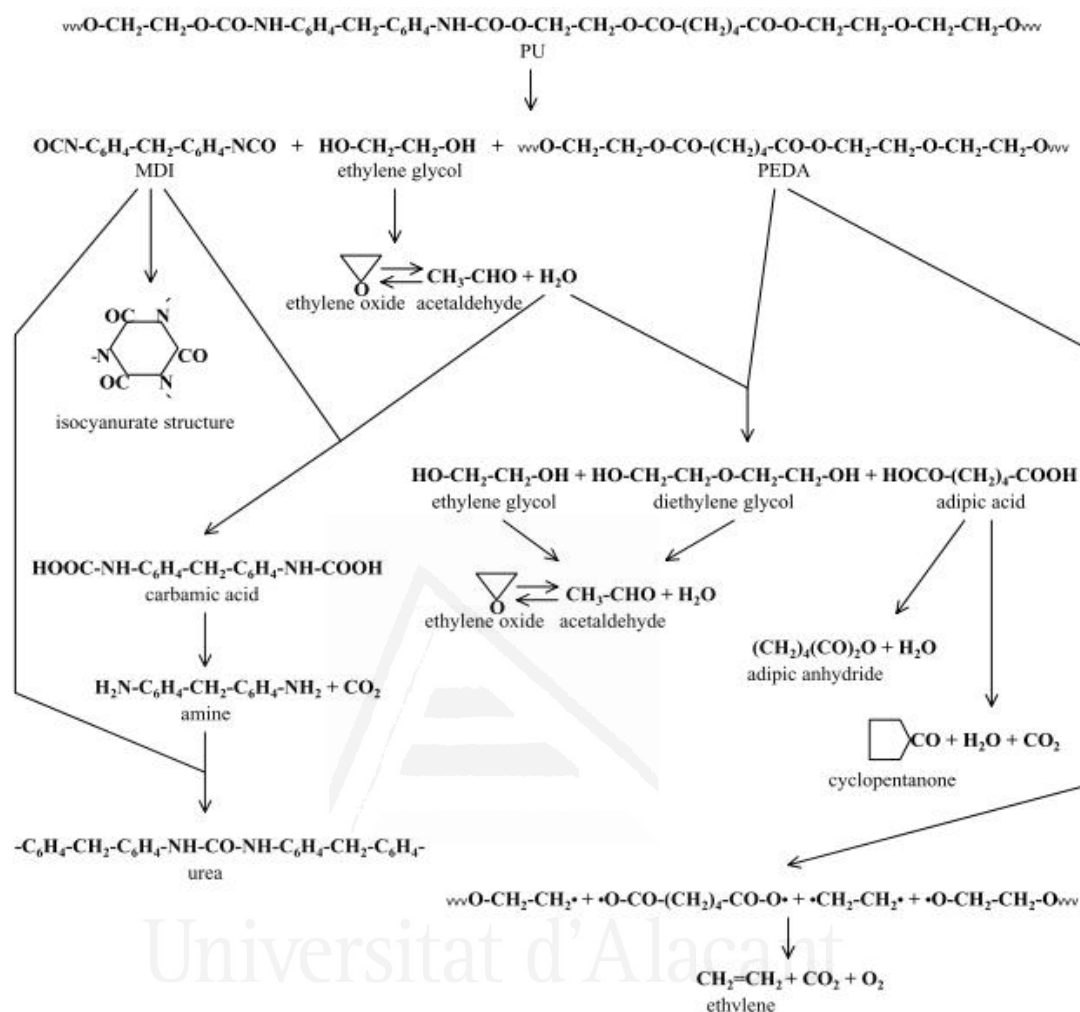 vvvO-CH₂-CH₂-O-CO-NH-C₆H₄-CH₂-C₆H₄-NH-CO-O-CH₂-CH₂-O-CO-(CH₂)₄-CO-O-CH₂-CH₂-O-CH₂-CH₂-Ovvv
PU
OCN-C₆H₄-CH₂-C₆H₄-NCO + HO-CH₂-CH₂-OH + vvvO-CH₂-CH₂-O-CO-(CH₂)₄-CO-O-CH₂-CH₂-O-CH₂-CH₂-Ovvv
MDI ethylene glycol PEDA
O CH₃-CHO + H₂O
ethylene oxide acetaldehyde
OC N
-N CO
OC N
isocyanurate structure
HO-CH₂-CH₂-OH + HO-CH₂-CH₂-O-CH₂-CH₂-OH + HOCO-(CH₂)₄-COOH
ethylene glycol diethylene glycol adipic acid
HOOC-NH-C₆H₄-CH₂-C₆H₄-NH-COOH
carbamic acid
O CH₃-CHO + H₂O
ethylene oxide acetaldehyde
(CH₂)₄(CO)₂O + H₂O
adipic anhydride
H₂N-C₆H₄-CH₂-C₆H₄-NH₂ + CO₂
amine
CO + H₂O + CO₂
cyclopentanone
-C₆H₄-CH₂-C₆H₄-NH-CO-NH-C₆H₄-CH₂-C₆H₄-
urea
vvvO-CH₂-CH₂• + •O-CO-(CH₂)₄-CO-O• + •CH₂-CH₂• + •O-CH₂-CH₂-Ovvv
Universitat d'Alacant
CH₂=CH₂ + CO₂ + O₂
ethylene